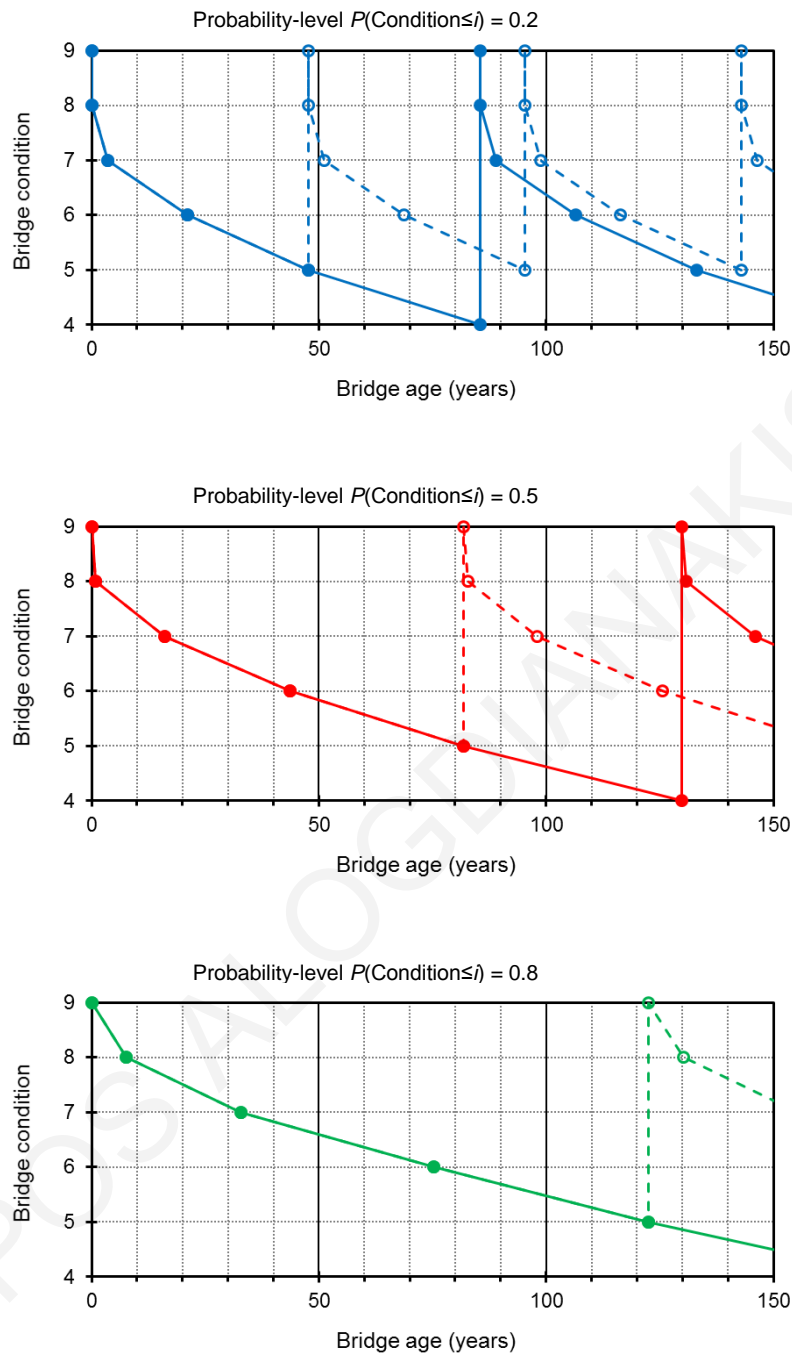 Probability-level P(Condition≤i) = 0.2
9
8
7
6
5
4
Bridge condition
0 50 100 150
Bridge age (years)
Probability-level P(Condition≤i) = 0.5
9
8
7
6
5
4
Bridge condition
0 50 100 150
Bridge age (years)
Probability-level P(Condition≤i) = 0.8
9
8
7
6
5
4
Bridge condition
0 50 100 150
Bridge age (years)
POS ALOGDIANAKIS